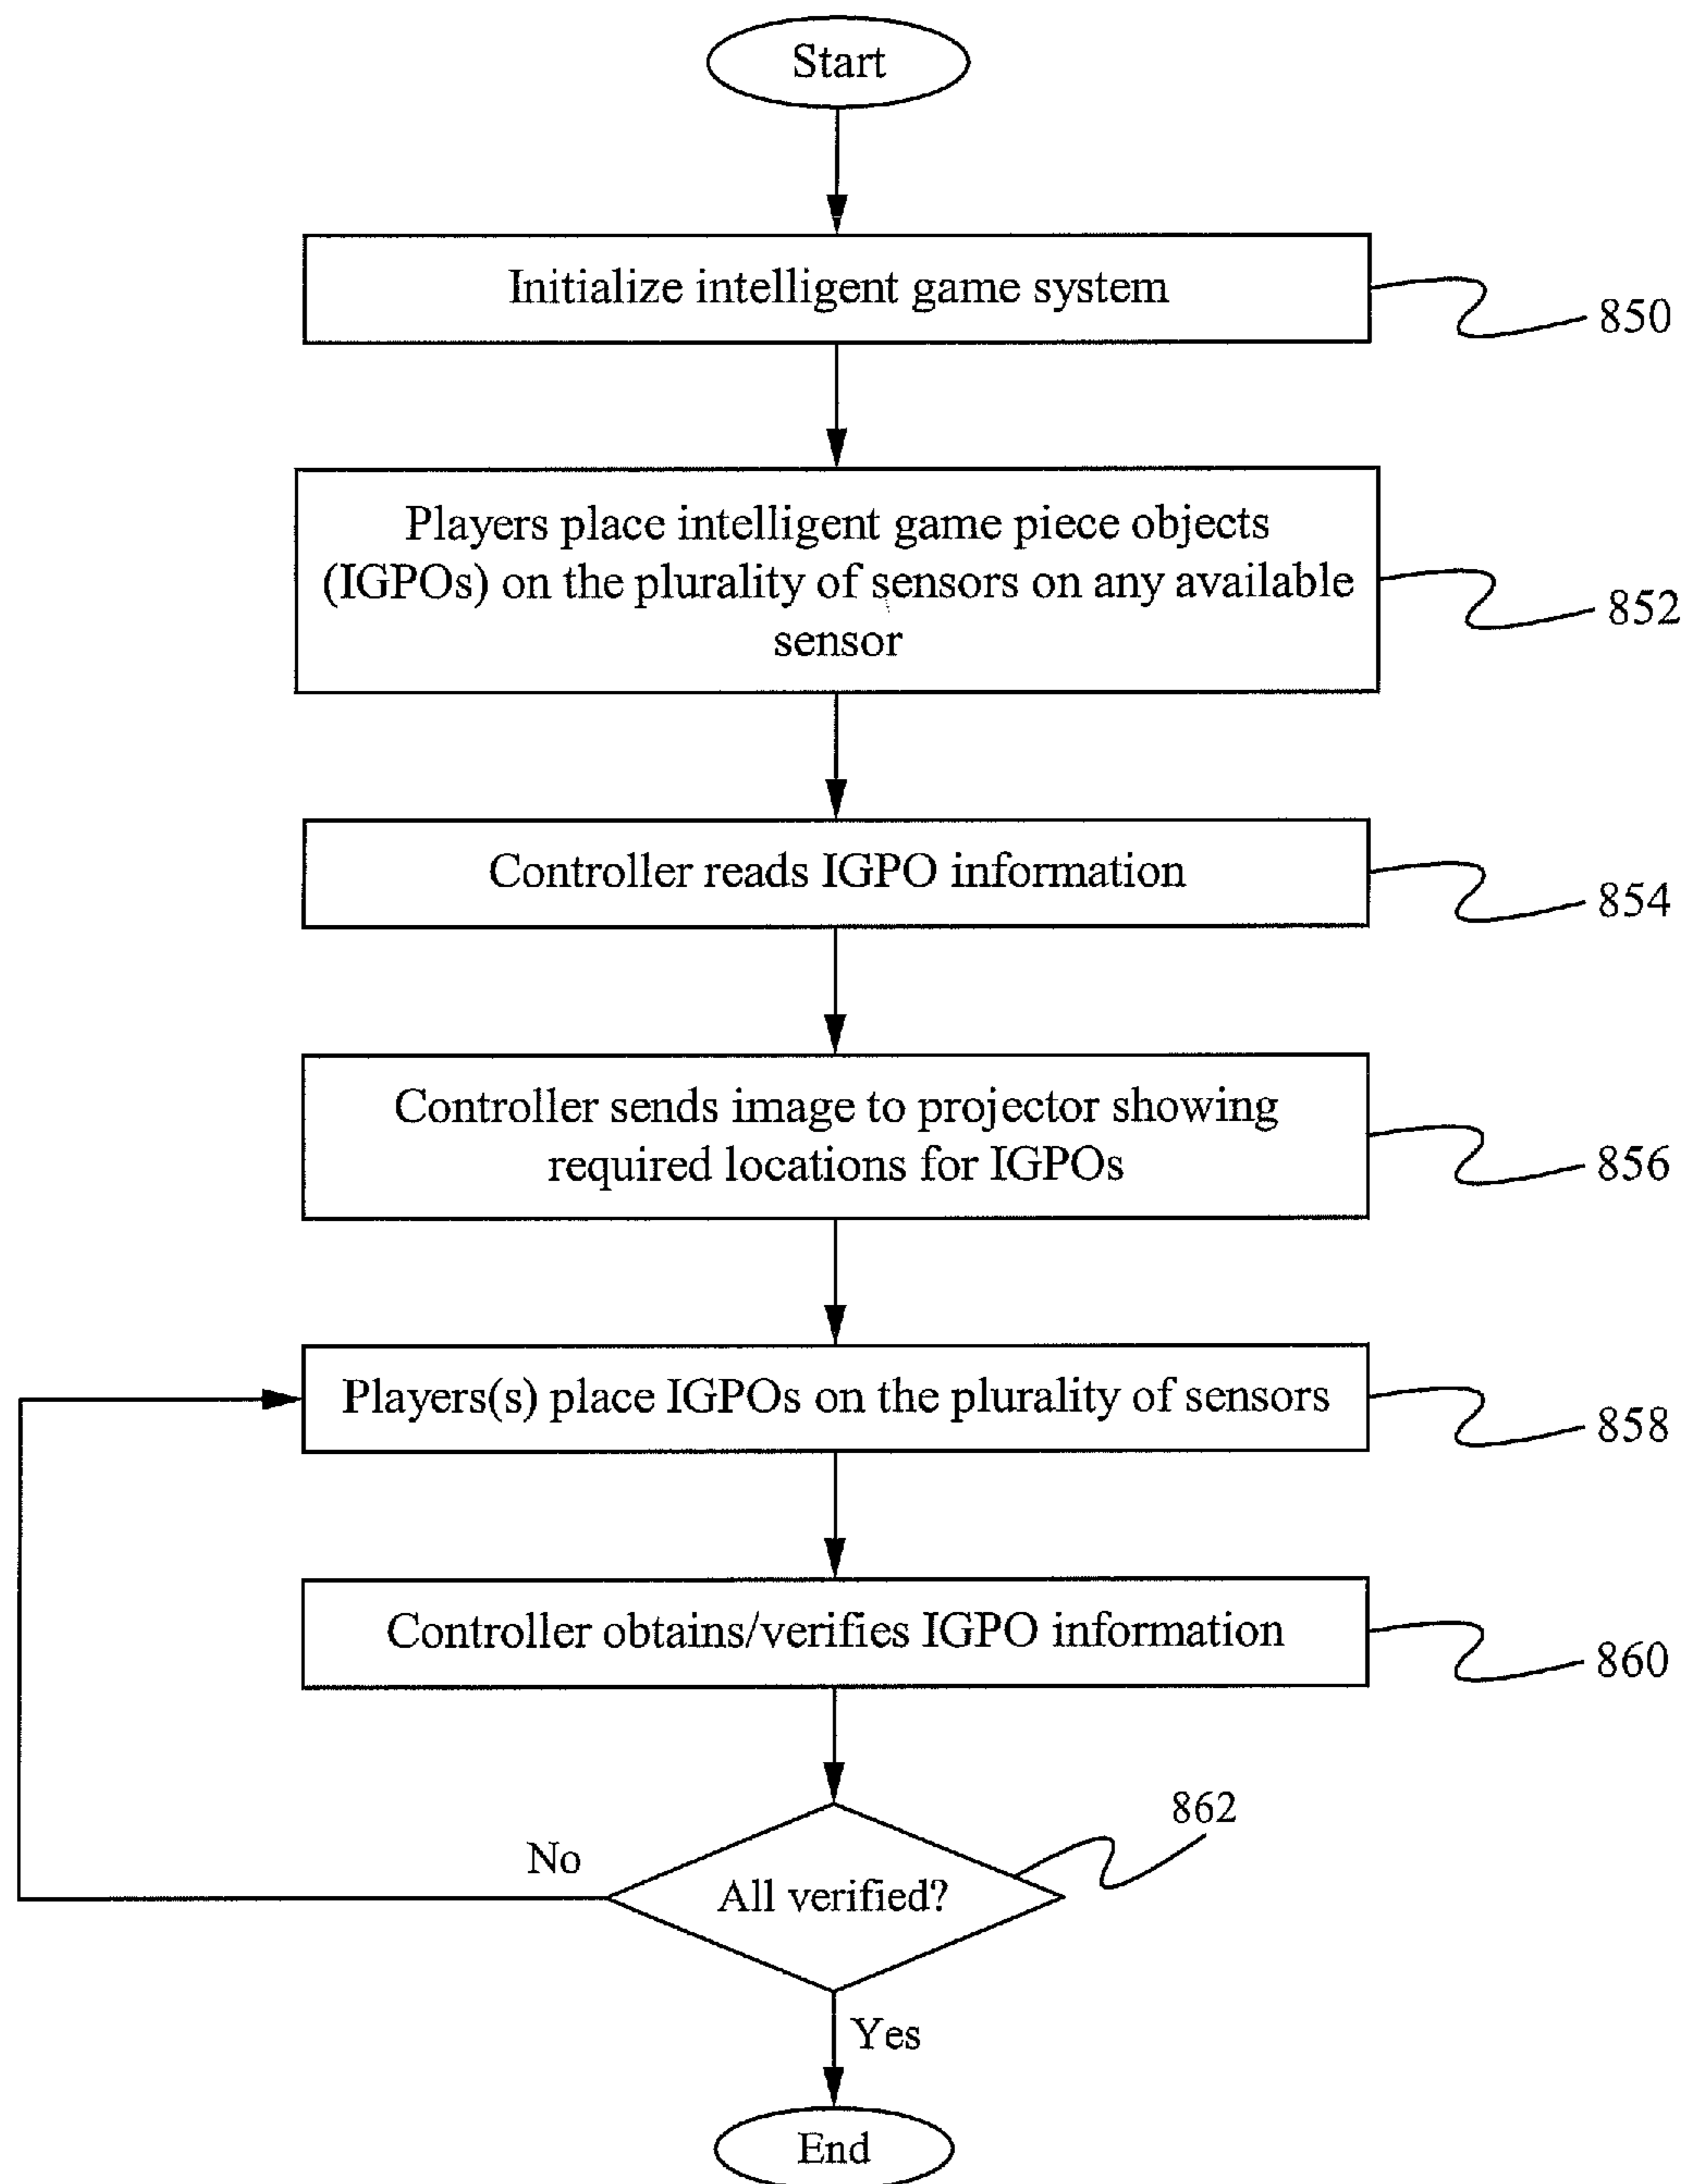 Start
Initialize intelligent game system
850
Players place intelligent game piece objects
(IGPOs) on the plurality of sensors on any available
sensor
852
Controller reads IGPO information
854
Controller sends image to projector showing
required locations for IGPOs
856
Players(s) place IGPOs on the plurality of sensors
858
Controller obtains/verifies IGPO information
860
862
No
All verified?
Yes
End